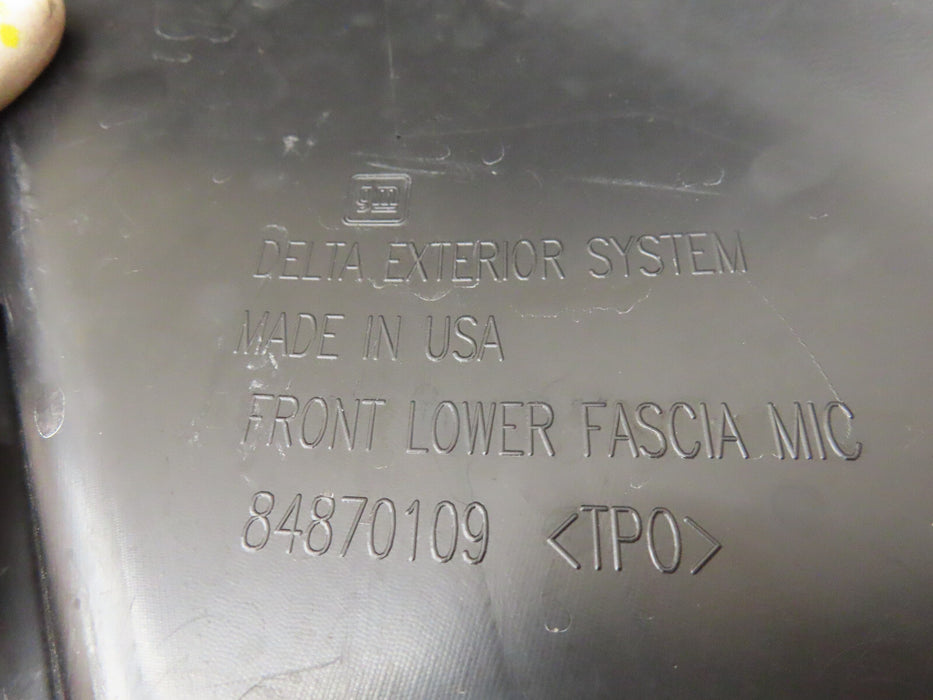 gm
DELTA EXTERIOR SYSTEM
MADE IN USA
FRONT LOWER FASCIA MIC
84870109 <TPO>